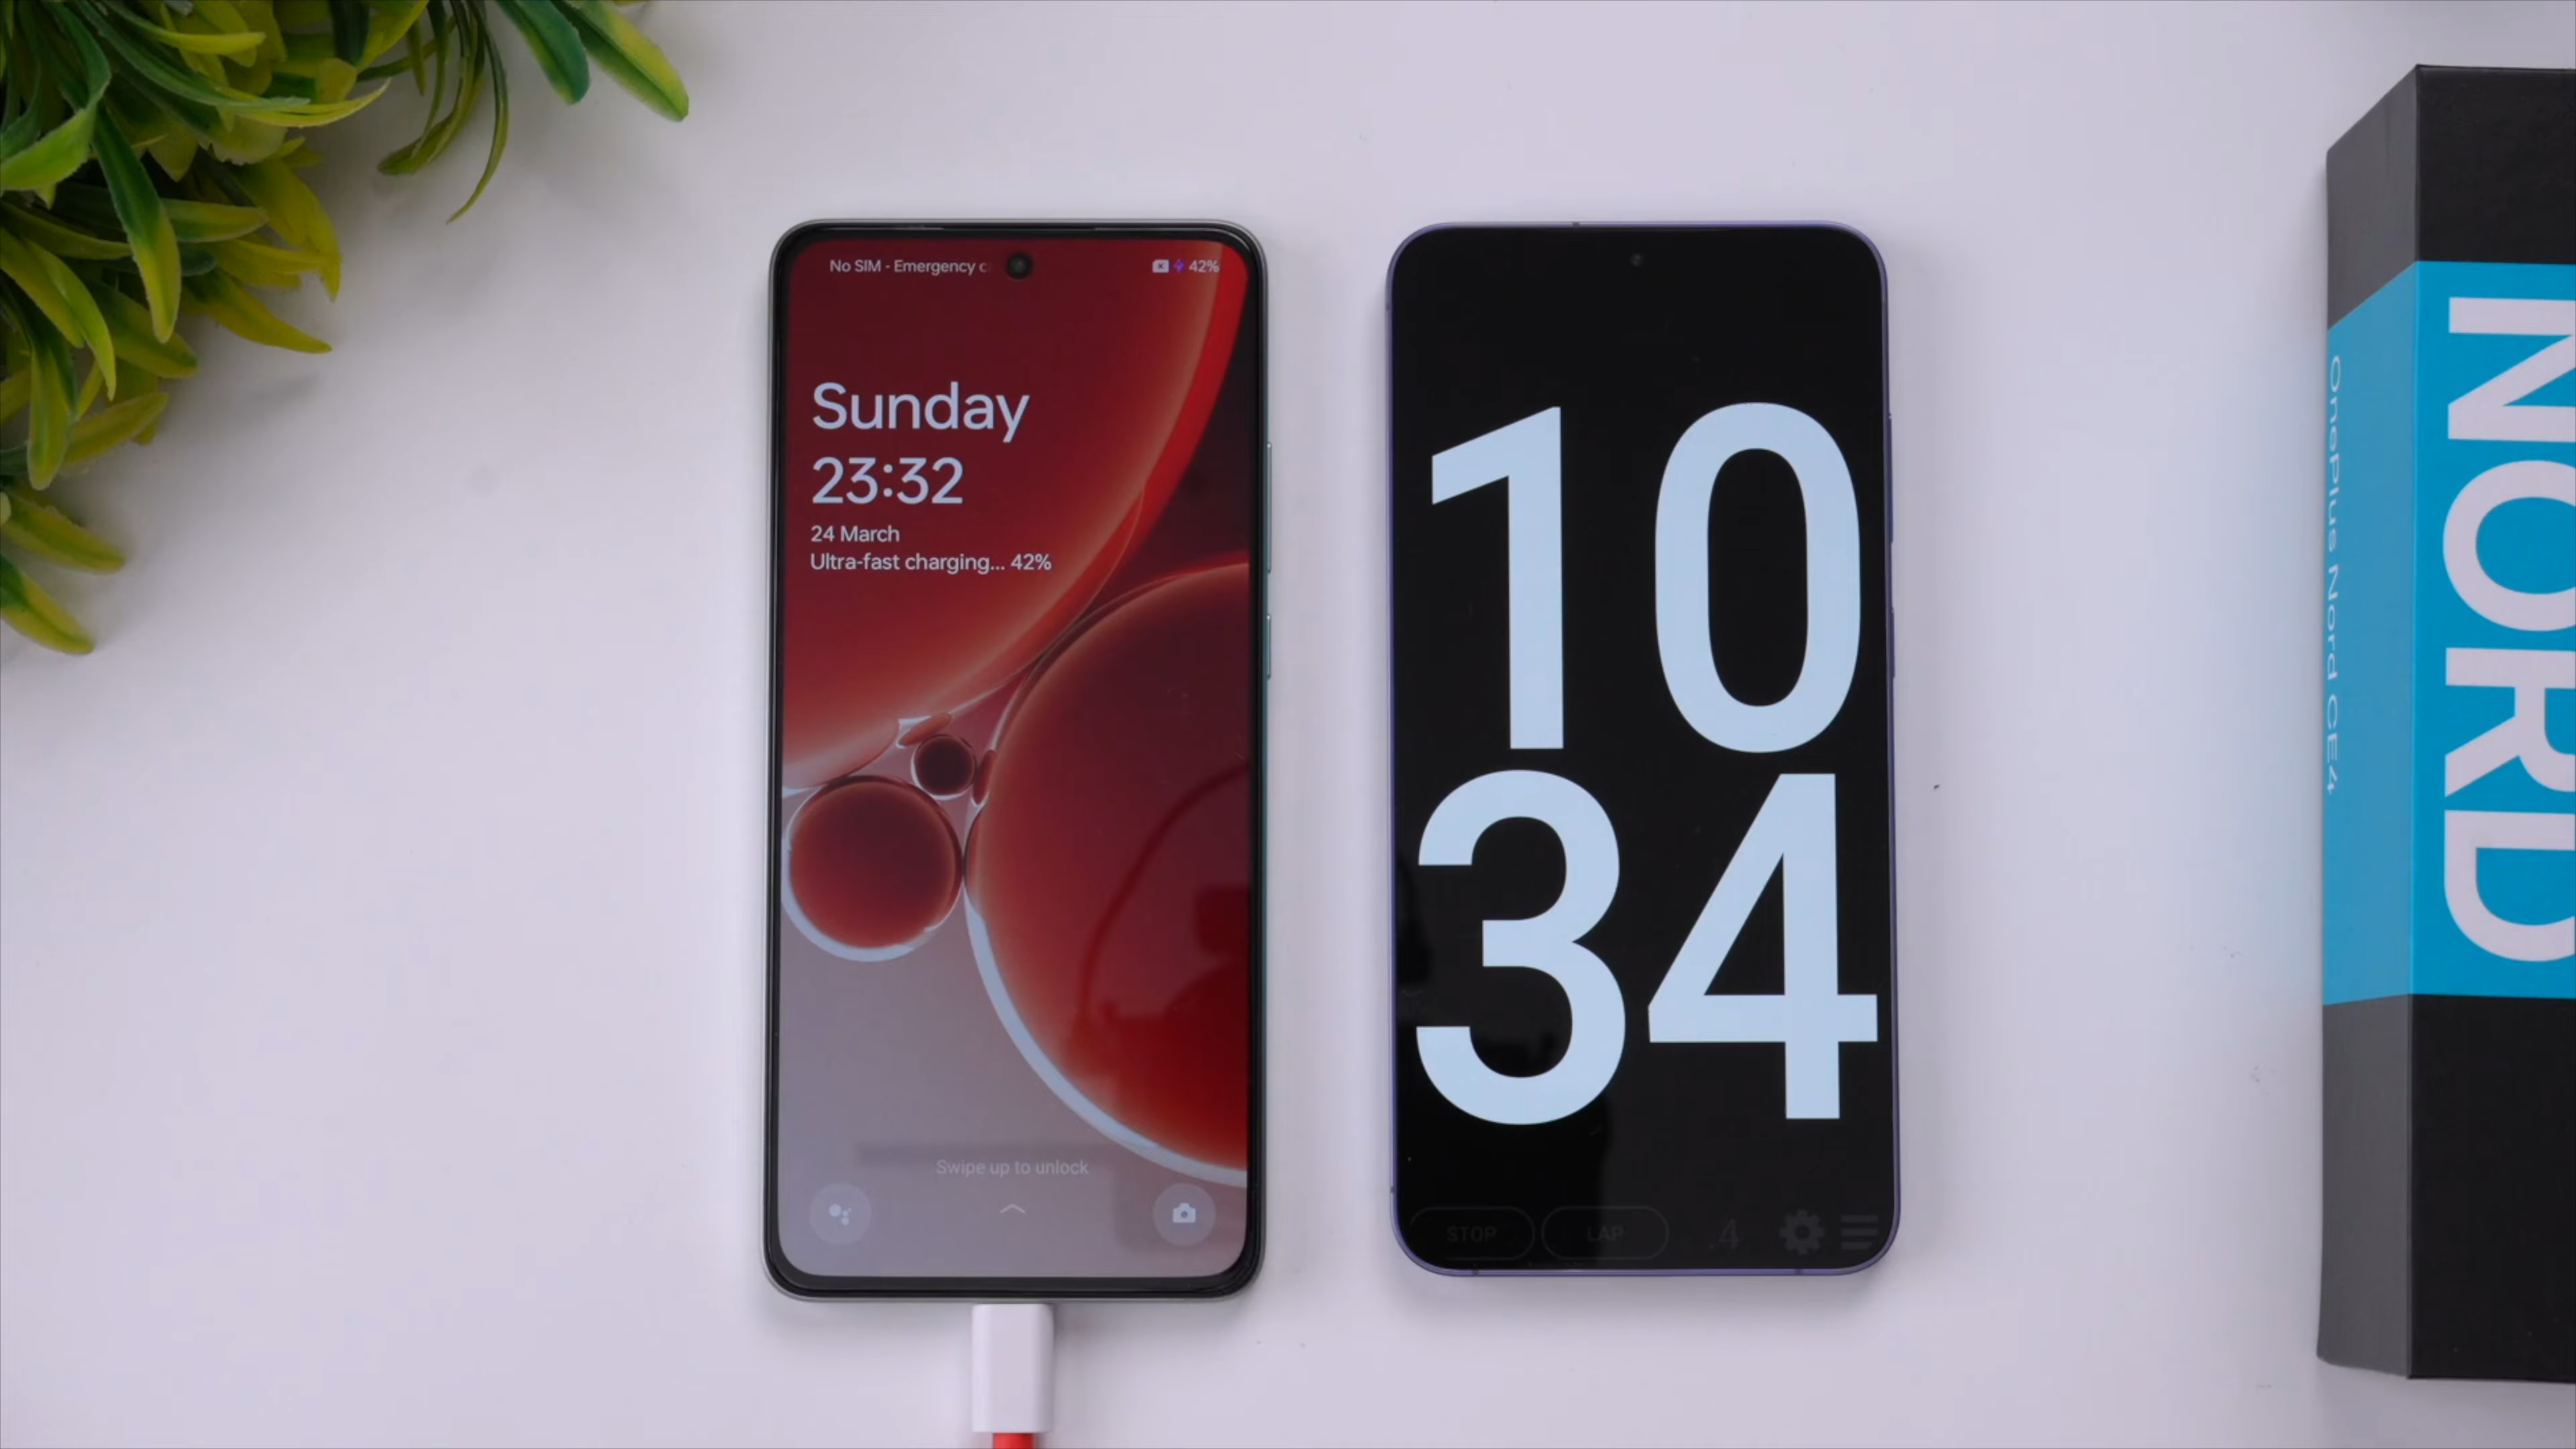 No SIM - Emergency c
42%
Sunday
23:32
24 March
Ultra-fast charging... 42%
Swipe up to unlock
10
34
STOP
LAP
.4
OnePlus Nord CE4
NORD